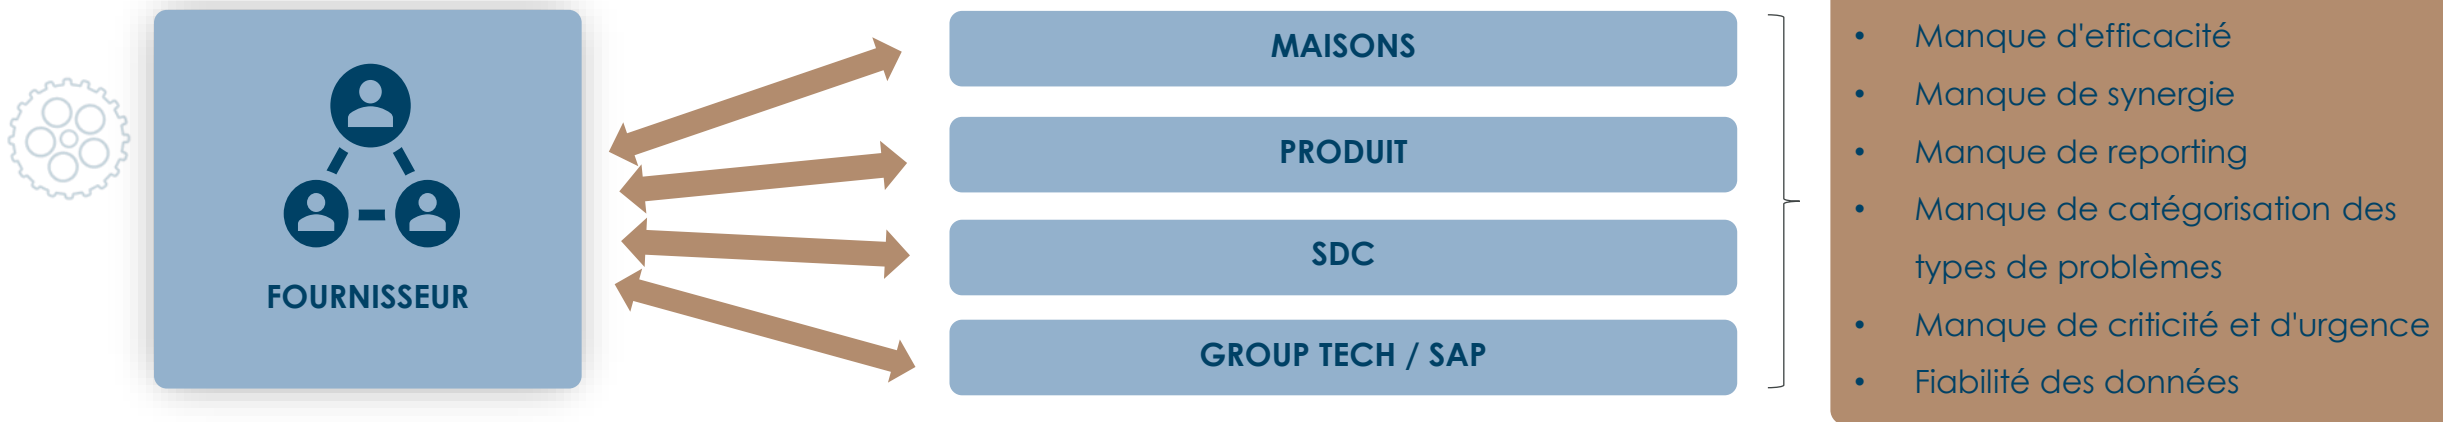 FOURNISSEUR
MAISONS
PRODUIT
SDC
GROUP TECH / SAP
• Manque d'efficacité
• Manque de synergie
• Manque de reporting
• Manque de catégorisation des
types de problèmes
• Manque de criticité et d'urgence
• Fiabilité des données